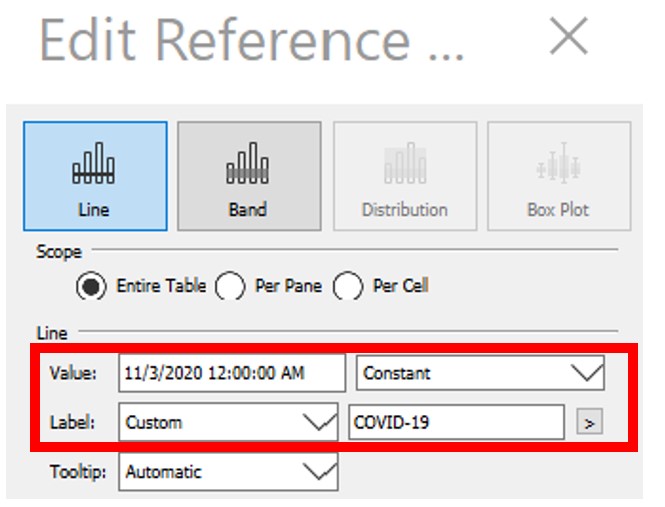 Edit Reference ...
Line Band Distribution Box Plot
Scope
Entire Table Per Pane Per Cell
Line
Value: 11/3/2020 12:00:00 AM Constant
Label: Custom COVID-19 >
Tooltip: Automatic